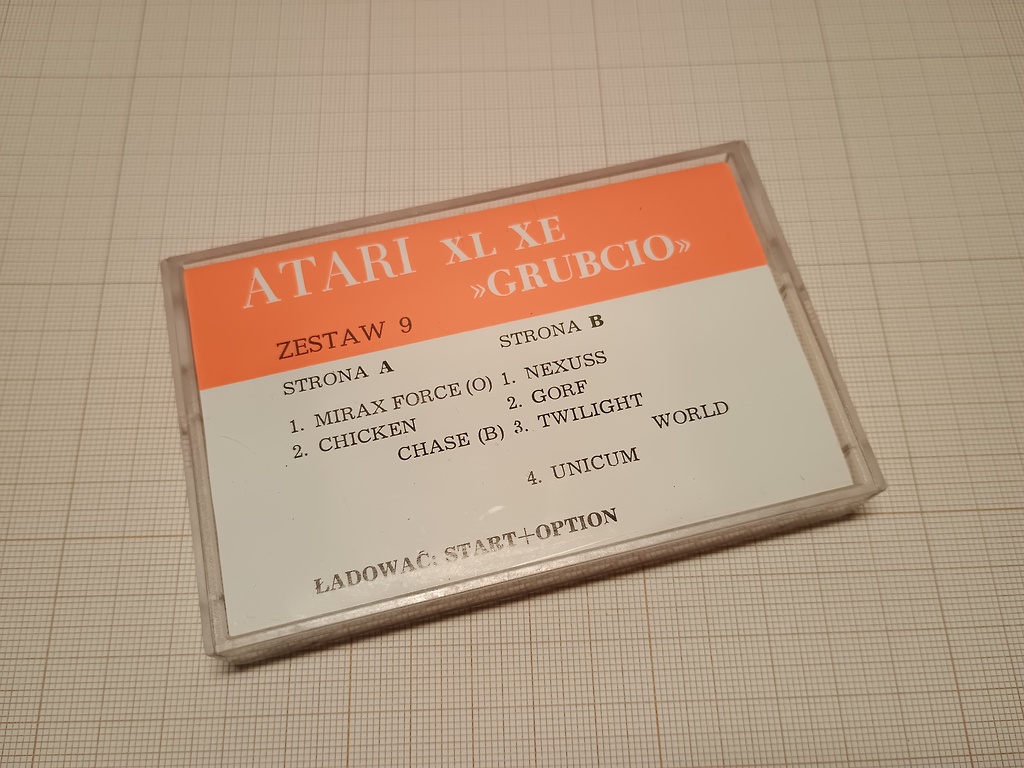 ATARI XL XE
»GRUBCIO»
ZESTAW 9
STRONA A
1. MIRAX FORCE (O)
2. CHICKEN
CHASE (B)
STRONA B
1. NEXUSS
2. GORF
3. TWILIGHT
WORLD
4. UNICUM
ŁADOWAĆ: START+OPTION